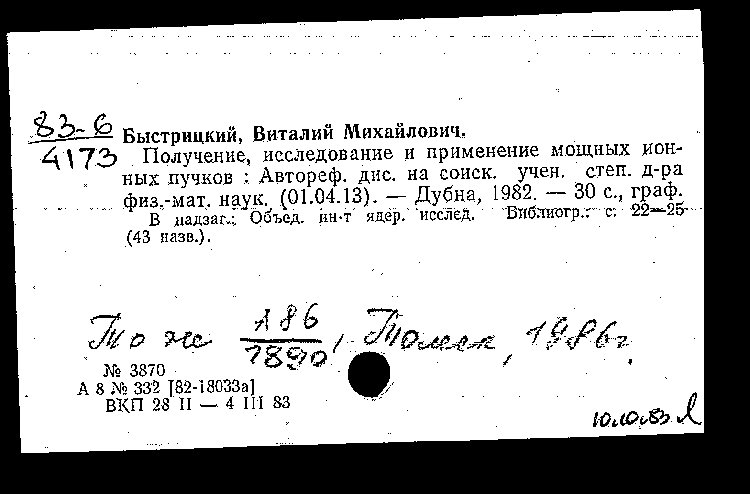 83-6
4173
Быстрицкий, Виталий Михайлович.
Получение, исследование и применение мощных ион-
ных пучков : Автореф. дис. на соиск. учен. степ. д-ра
физ.-мат. наук. (01.04.13). — Дубна, 1982. — 30 с., граф.
В надзаг.: Объед. ин-т ядер. исслед. Библиогр.: с. 22—25
(43 назв.).
То же А86/7890, Томск, 1986г.
№ 3870
А 8 № 332 [82-18033а]
ВКП 28 II — 4 III 83
10.10.83